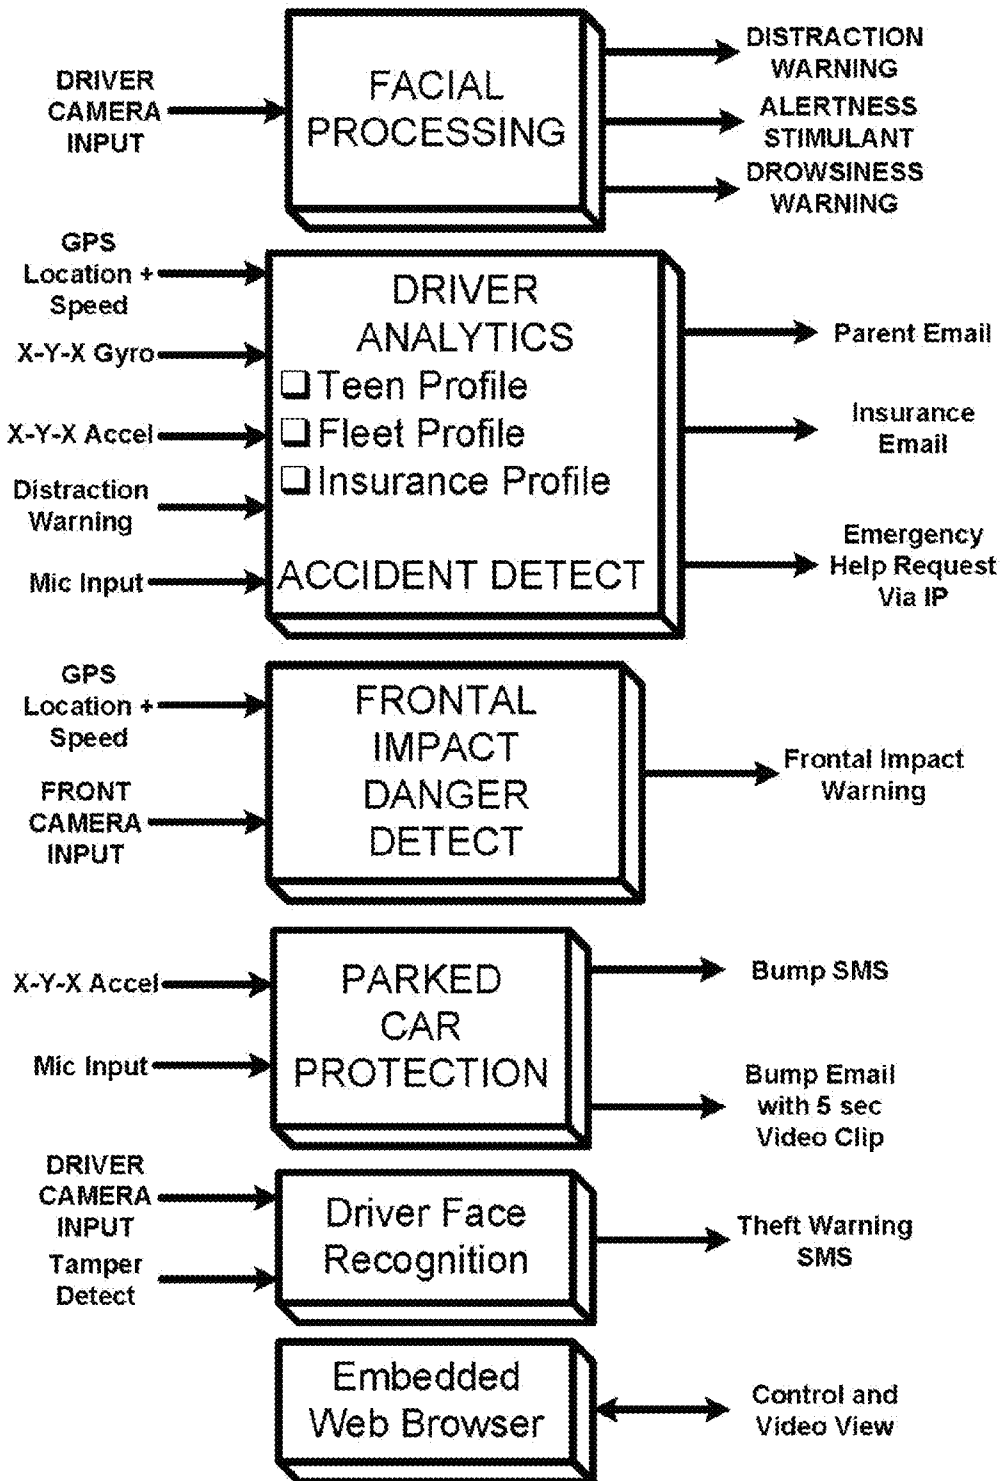 DRIVER
CAMERA
INPUT
FACIAL
PROCESSING
DISTRACTION
WARNING
ALERTNESS
STIMULANT
DROWSINESS
WARNING
GPS
Location +
Speed
X-Y-X Gyro
X-Y-X Accel
Distraction
Warning
Mic Input
DRIVER
ANALYTICS
Teen Profile
Fleet Profile
Insurance Profile
ACCIDENT DETECT
Parent Email
Insurance
Email
Emergency
Help Request
Via IP
GPS
Location +
Speed
FRONT
CAMERA
INPUT
FRONTAL
IMPACT
DANGER
DETECT
Frontal Impact
Warning
X-Y-X Accel
Mic Input
PARKED
CAR
PROTECTION
Bump SMS
Bump Email
with 5 sec
Video Clip
DRIVER
CAMERA
INPUT
Tamper
Detect
Driver Face
Recognition
Theft Warning
SMS
Embedded
Web Browser
Control and
Video View